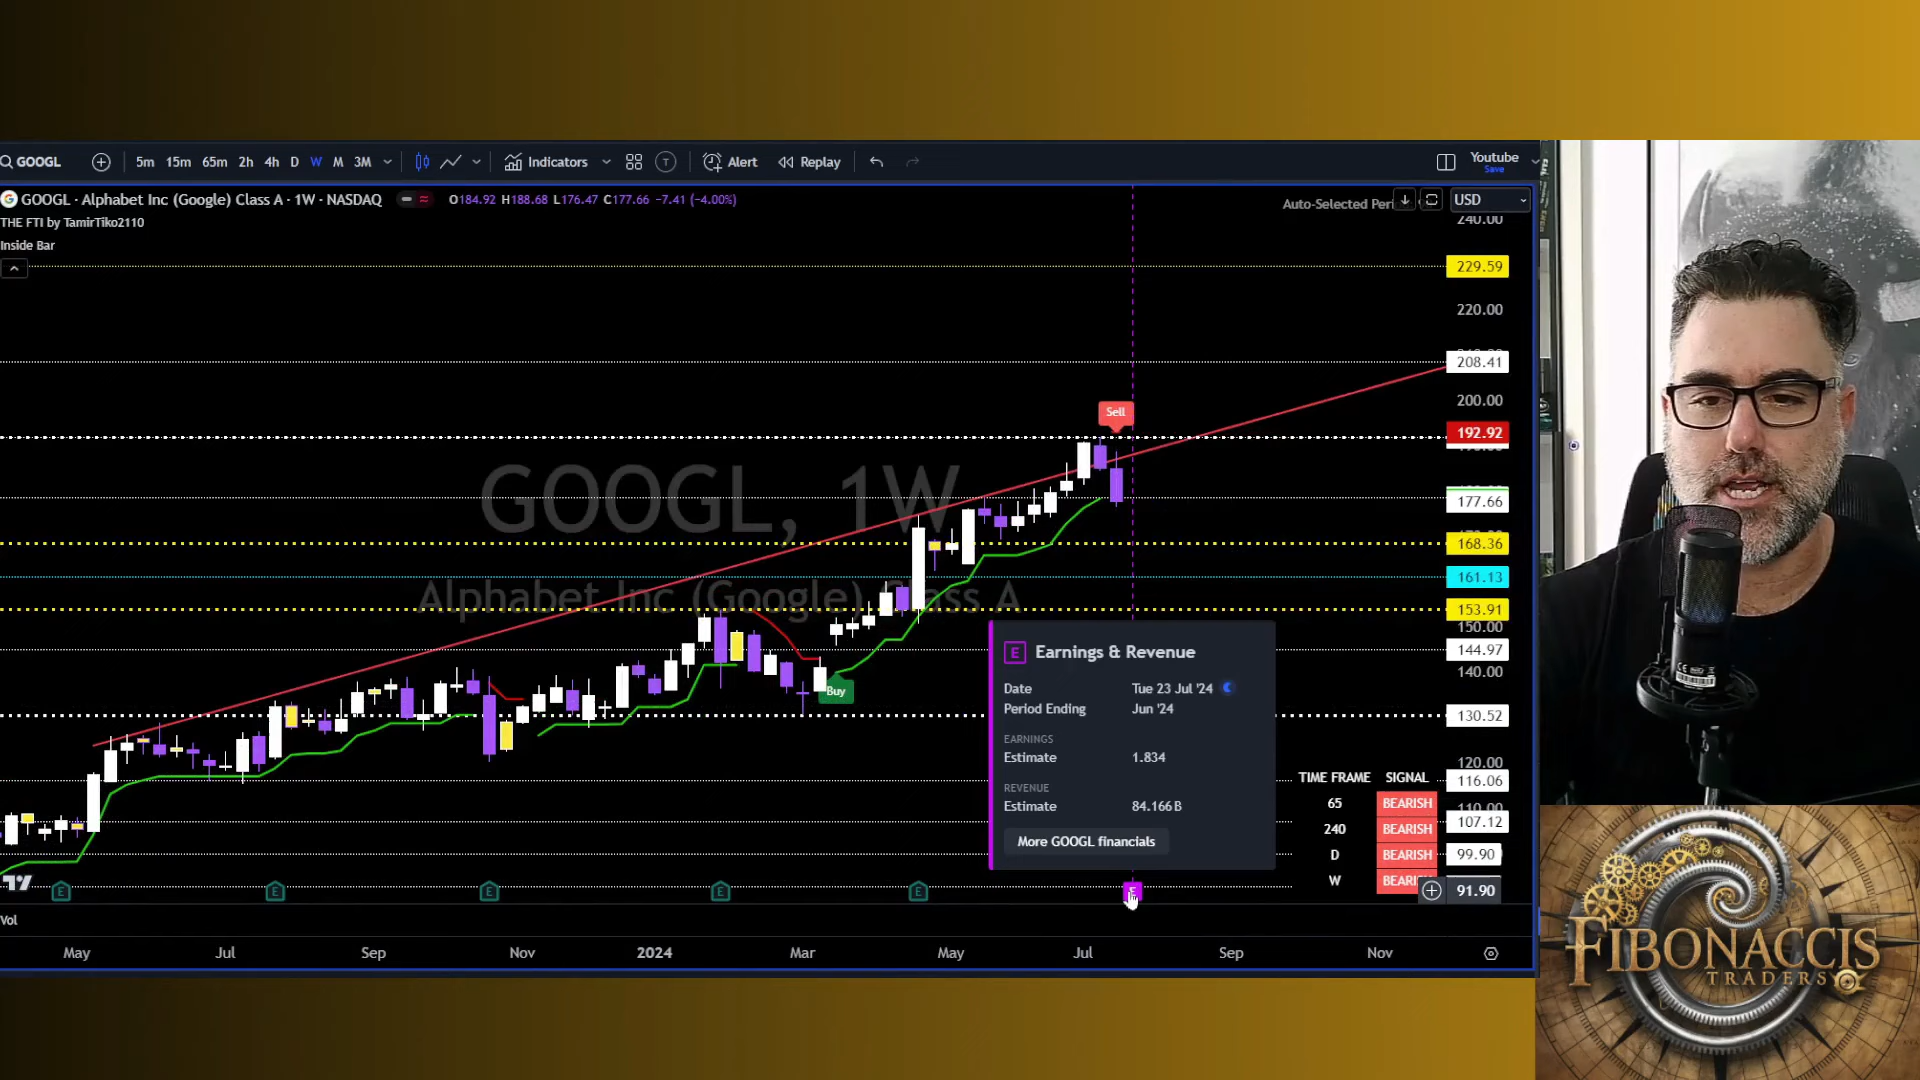 GOOGL
5m 15m 65m 2h 4h D W M 3M
Indicators
T
Alert
Replay
Youtube
Save
GOOGL · Alphabet Inc (Google) Class A · 1W · NASDAQ
O184.92 H188.68 L176.47 C177.66 -7.41 (-4.00%)
Auto-Selected Peri
USD
THE FTI by TamirTiko2110
Inside Bar
240.00
229.59
220.00
208.41
200.00
192.92
177.66
168.36
161.13
153.91
150.00
144.97
140.00
130.52
120.00
116.06
107.12
99.90
91.90
GOOGL, 1W
Alphabet Inc (Google) Class A
Sell
Buy
E Earnings & Revenue
Date Tue 23 Jul '24
Period Ending Jun '24
EARNINGS
Estimate 1.834
REVENUE
Estimate 84.166B
More GOOGL financials
TIME FRAME SIGNAL
65 BEARISH
240 BEARISH
D BEARISH
W BEARI
E E E E E E
Vol
May Jul Sep Nov 2024 Mar May Jul Sep Nov
FIBONACCIS
TRADERS